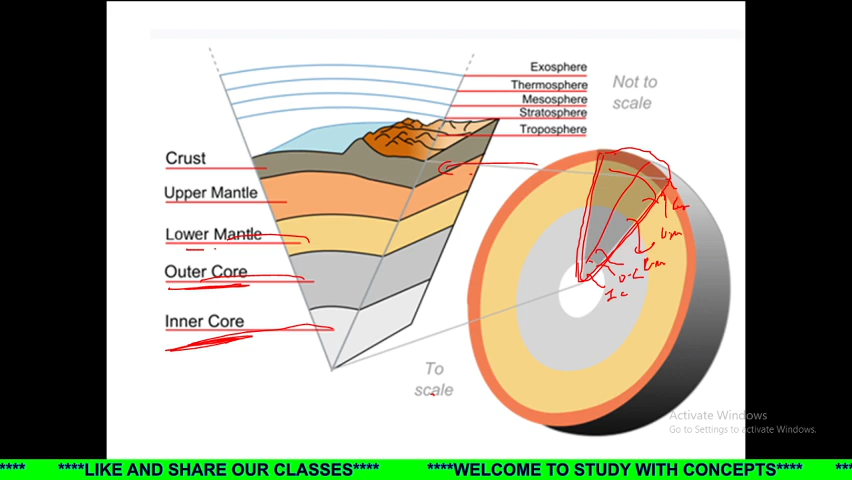 Exosphere
Thermosphere
Mesosphere
Stratosphere
Troposphere
Not to
scale
Crust
Upper Mantle
Lower Mantle
Outer Core
Inner Core
To
scale
O-C
I C
Activate Windows
Go to Settings to activate Windows.
**** ****LIKE AND SHARE OUR CLASSES**** ****WELCOME TO STUDY WITH CONCEPTS**** **